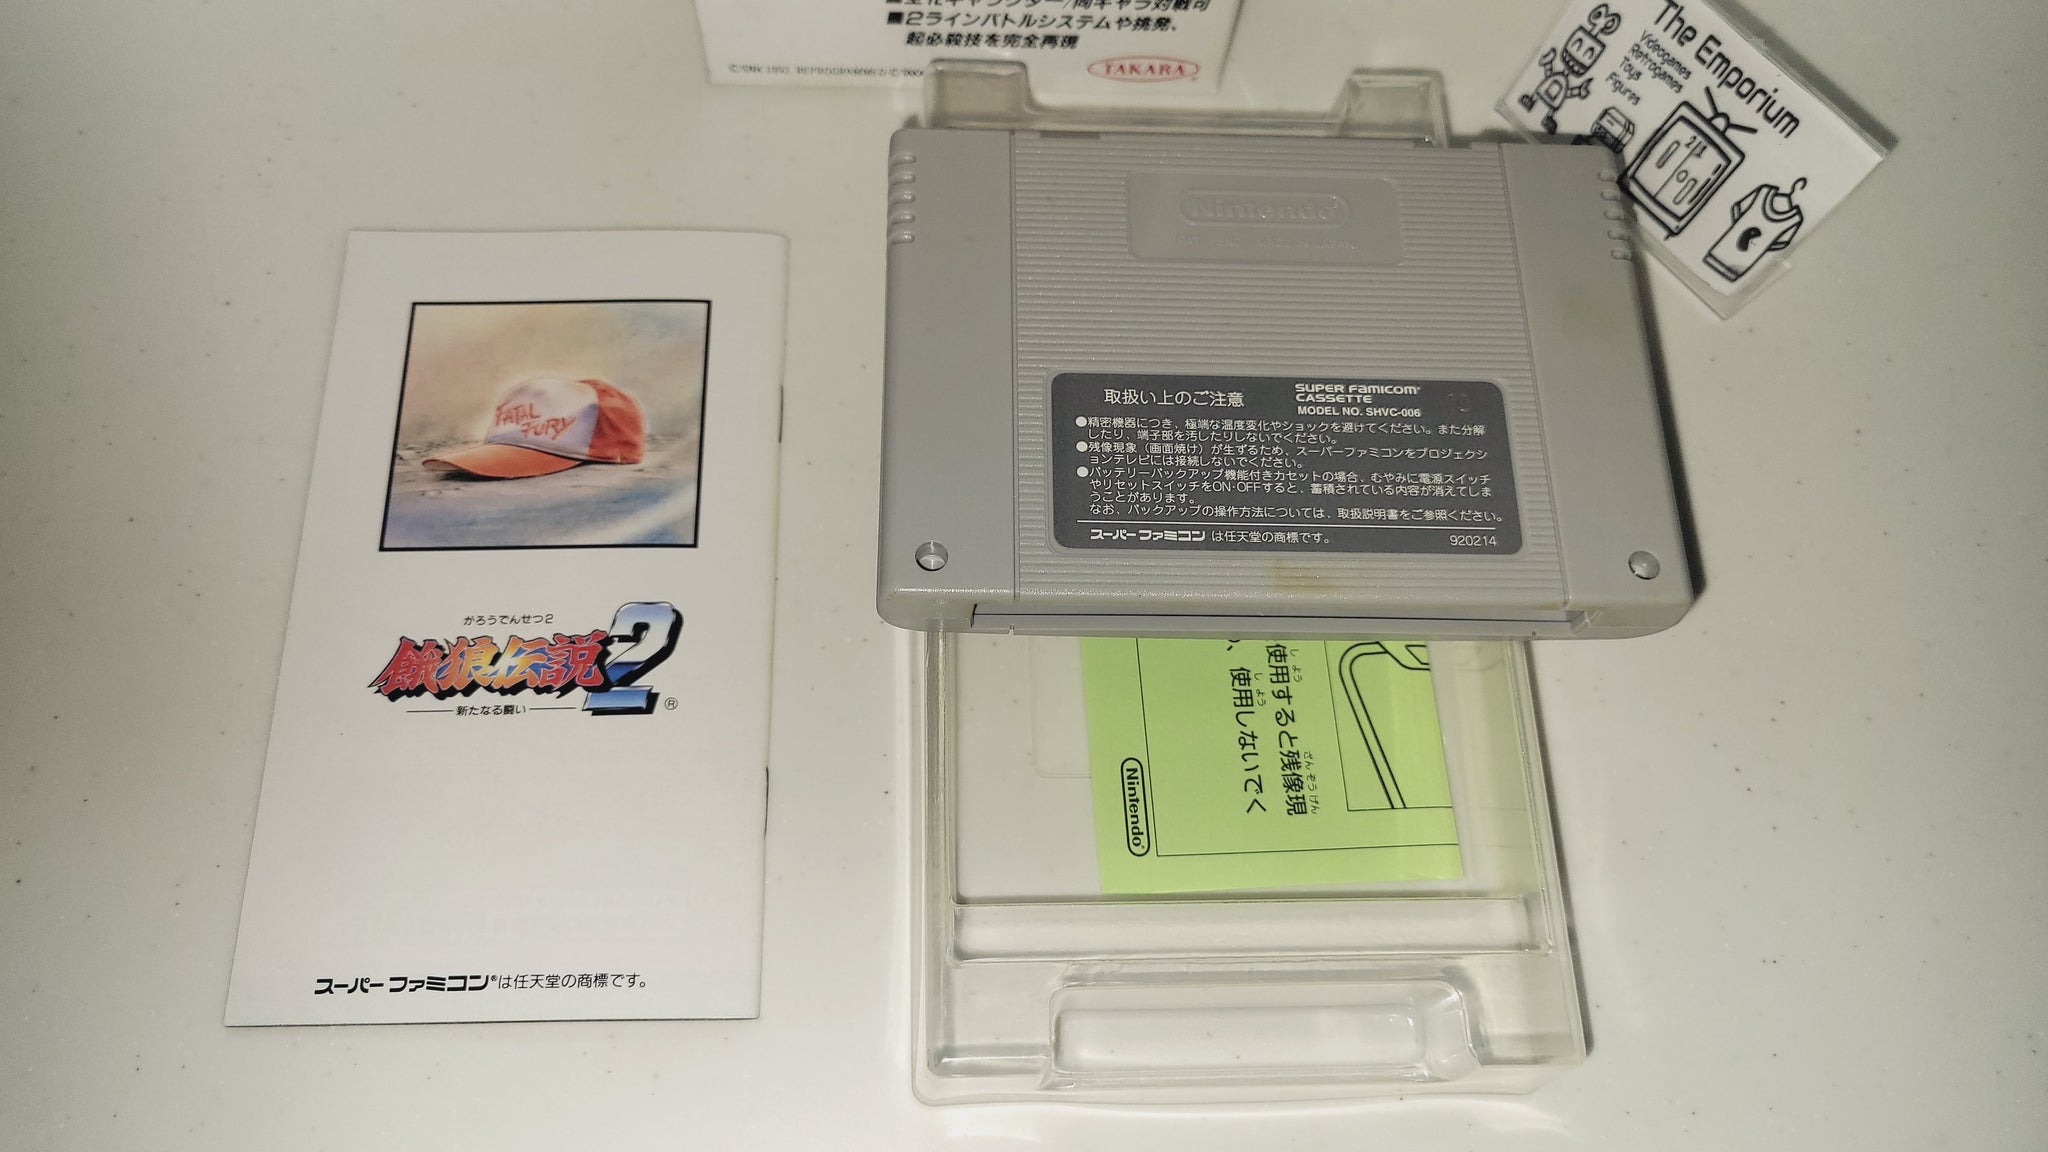 ■2ラインバトルシステムや挑発、
起必殺技を完全再現
TAKARA
The Emporium
Videogames
Retrogames
Toys
Figures
Nintendo
MADE IN JAPAN
取扱い上のご注意
SUPER FAMICOM
CASSETTE
MODEL NO. SHVC-006
●精密機器につき、極端な温度変化やショックを避けてください。また分解
したり、端子部を汚したりしないでください。
●残像現象(画面焼け)が生ずるため、スーパーファミコンをプロジェクシ
ョンテレビには接続しないでください。
●バッテリーバックアップ機能付きカセットの場合、むやみに電源スイッチ
やリセットスイッチをON・OFFすると、蓄積されている内容が消えてしま
うことがあります。
なお、バックアップの操作方法については、取扱説明書をご参照ください。
スーパーファミコンは任天堂の商標です。
920214
FATAL
FURY
がろうでんせつ2
餓狼伝説2®
新たなる闘い
スーパーファミコン®は任天堂の商標です。
使用すると残像現
、使用しないでく
Nintendo®